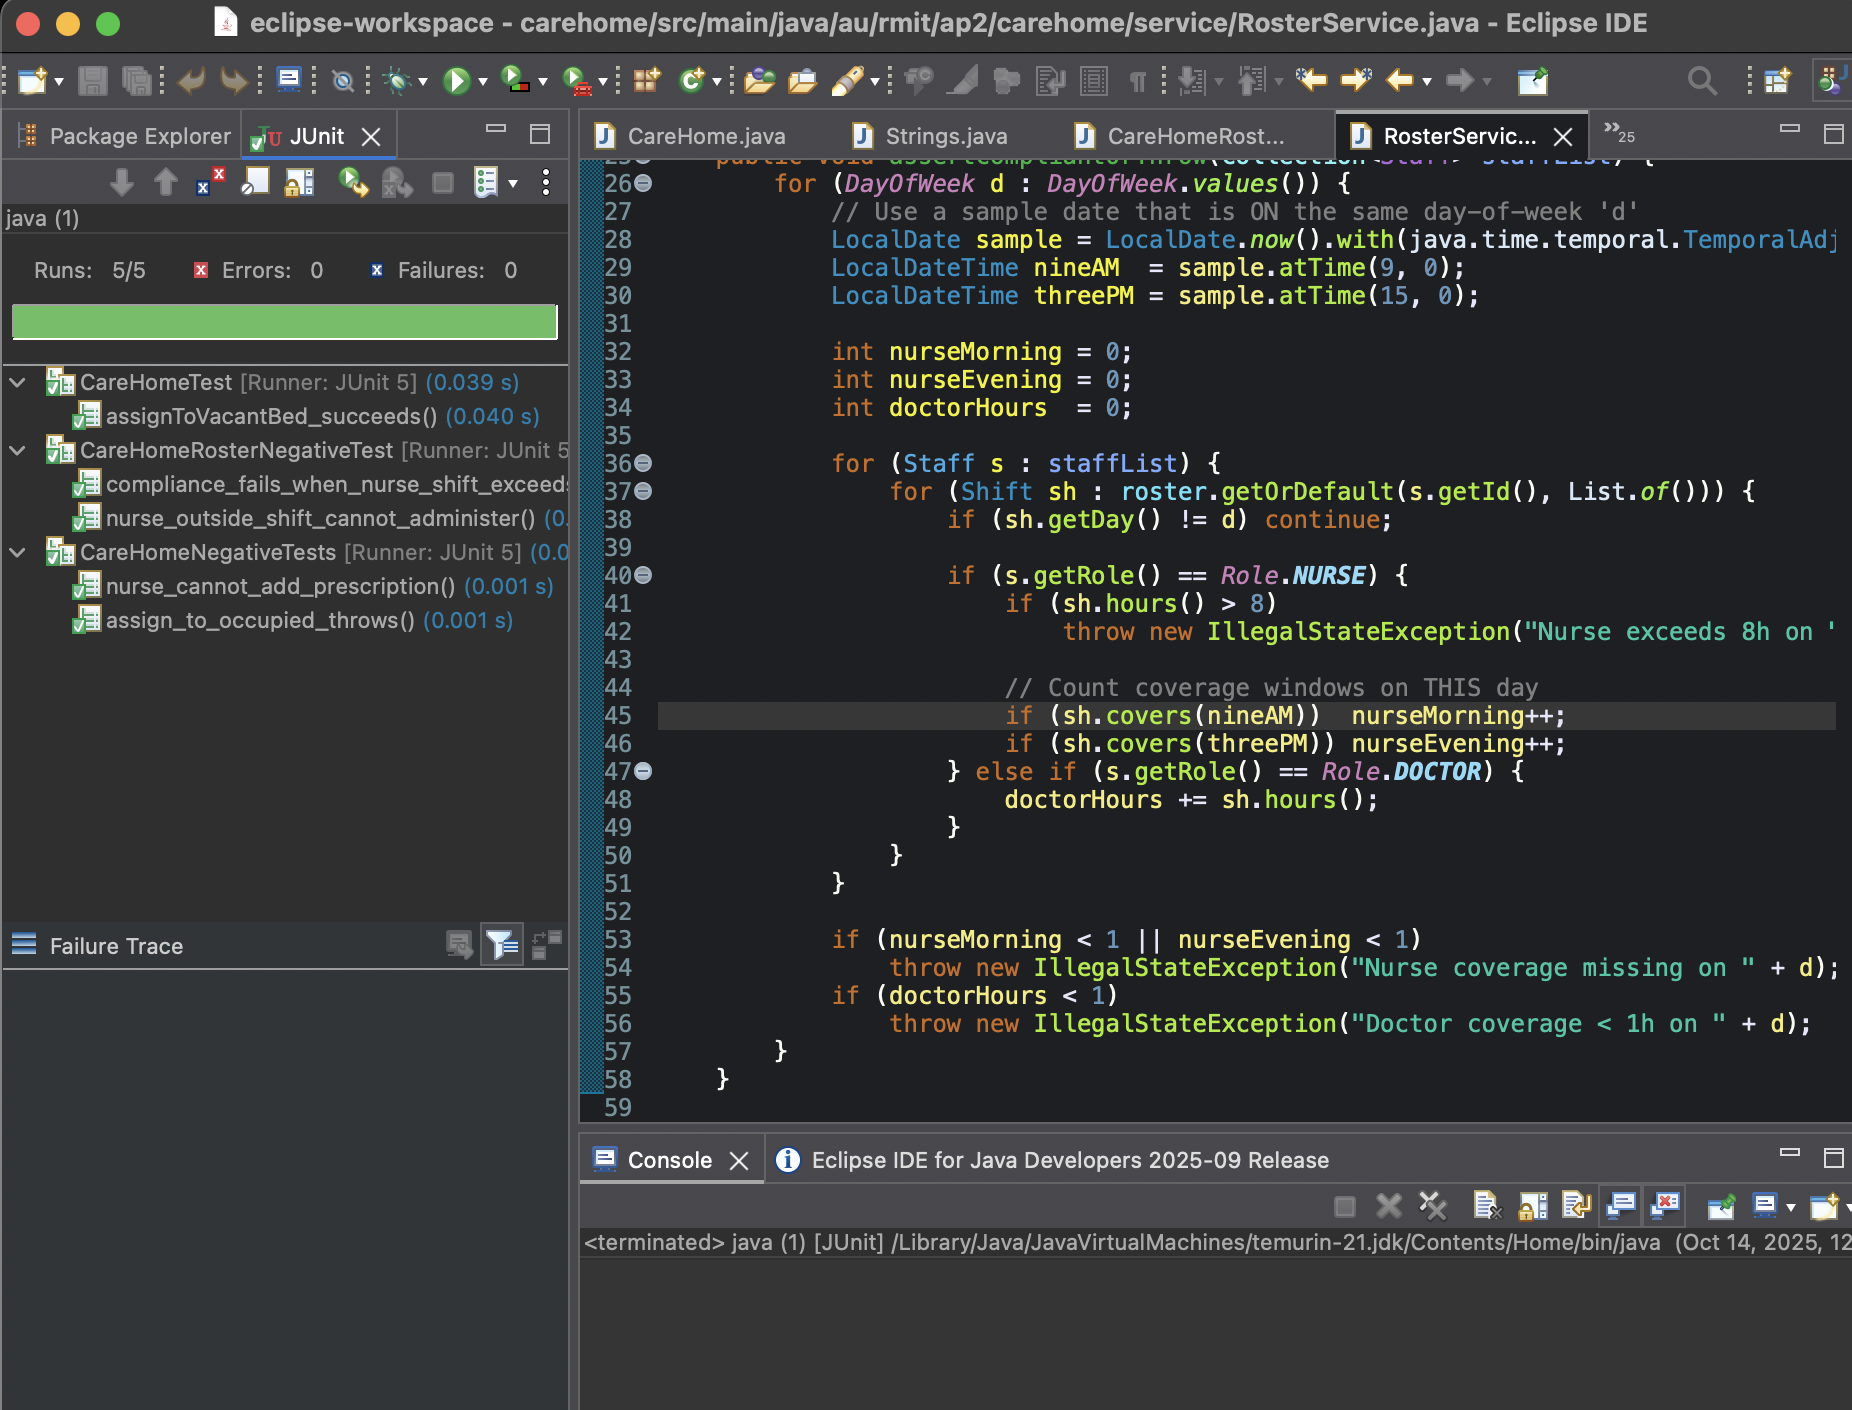 eclipse-workspace - carehome/src/main/java/au/rmit/ap2/carehome/service/RosterService.java - Eclipse IDE
Package Explorer
JUnit
java (1)
Runs: 5/5 Errors: 0 Failures: 0
CareHomeTest [Runner: JUnit 5] (0.039 s)
assignToVacantBed_succeeds() (0.040 s)
CareHomeRosterNegativeTest [Runner: JUnit 5
compliance_fails_when_nurse_shift_exceeds
nurse_outside_shift_cannot_administer() (0.
CareHomeNegativeTests [Runner: JUnit 5] (0.0
nurse_cannot_add_prescription() (0.001 s)
assign_to_occupied_throws() (0.001 s)
Failure Trace
CareHome.java
Strings.java
CareHomeRost...
RosterServic...
»25
25 public void assertCompliantOrThrow(Collection<Staff> staffList) {
26 for (DayOfWeek d : DayOfWeek.values()) {
27 // Use a sample date that is ON the same day-of-week 'd'
28 LocalDate sample = LocalDate.now().with(java.time.temporal.TemporalAdj
29 LocalDateTime nineAM  = sample.atTime(9, 0);
30 LocalDateTime threePM = sample.atTime(15, 0);
31
32 int nurseMorning = 0;
33 int nurseEvening = 0;
34 int doctorHours  = 0;
35
36 for (Staff s : staffList) {
37 for (Shift sh : roster.getOrDefault(s.getId(), List.of())) {
38 if (sh.getDay() != d) continue;
39
40 if (s.getRole() == Role.NURSE) {
41 if (sh.hours() > 8)
42 throw new IllegalStateException("Nurse exceeds 8h on "
43
44 // Count coverage windows on THIS day
45 if (sh.covers(nineAM))  nurseMorning++;
46 if (sh.covers(threePM)) nurseEvening++;
47 } else if (s.getRole() == Role.DOCTOR) {
48 doctorHours += sh.hours();
49 }
50 }
51 }
52
53 if (nurseMorning < 1 || nurseEvening < 1)
54 throw new IllegalStateException("Nurse coverage missing on " + d);
55 if (doctorHours < 1)
56 throw new IllegalStateException("Doctor coverage < 1h on " + d);
57 }
58 }
59
Console
Eclipse IDE for Java Developers 2025-09 Release
<terminated> java (1) [JUnit] /Library/Java/JavaVirtualMachines/temurin-21.jdk/Contents/Home/bin/java (Oct 14, 2025, 12